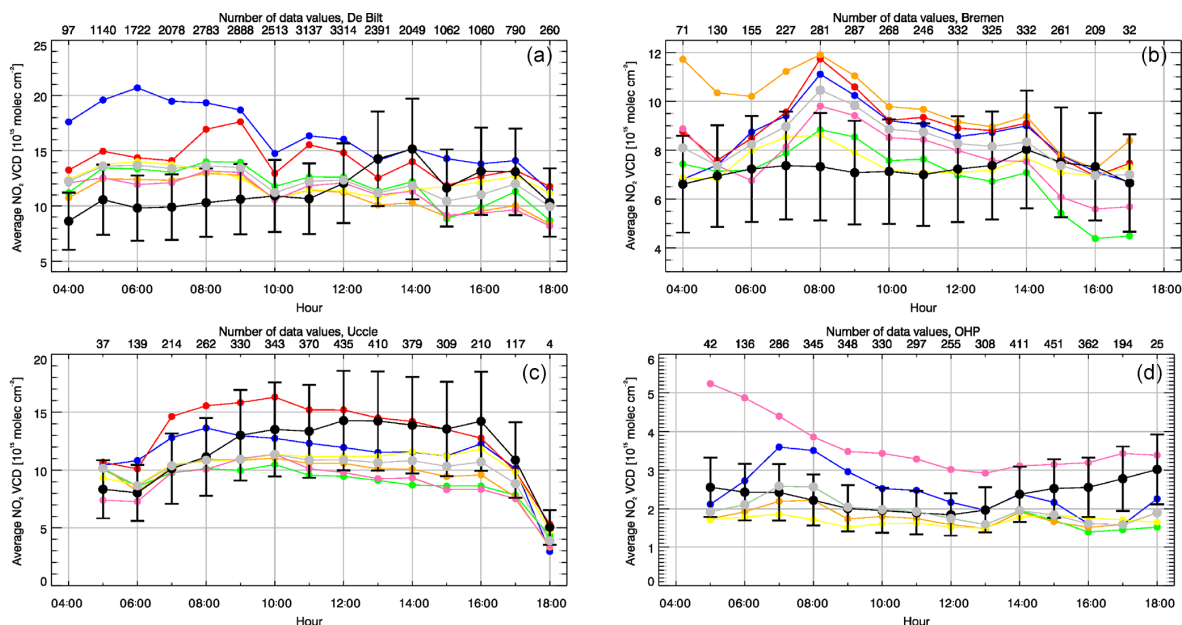 Number of data values, De Bilt
97 1140 1722 2078 2783 2888 2513 3137 3314 2391 2049 1062 1060 790 260
(a)
25
20
15
10
5
Average NO₂ VCD [10¹⁵ molec cm⁻²]
04:00 06:00 08:00 10:00 12:00 14:00 16:00 18:00
Hour
Number of data values, Bremen
71 130 155 227 281 287 268 246 332 325 332 261 209 32
(b)
12
10
8
6
4
Average NO₂ VCD [10¹⁵ molec cm⁻²]
04:00 06:00 08:00 10:00 12:00 14:00 16:00 18:00
Hour
Number of data values, Uccle
37 139 214 262 330 343 370 435 410 379 309 210 117 4
(c)
20
15
10
5
0
Average NO₂ VCD [10¹⁵ molec cm⁻²]
04:00 06:00 08:00 10:00 12:00 14:00 16:00 18:00
Hour
Number of data values, OHP
42 136 286 345 348 330 297 255 308 411 451 362 194 25
(d)
6
5
4
3
2
1
0
Average NO₂ VCD [10¹⁵ molec cm⁻²]
04:00 06:00 08:00 10:00 12:00 14:00 16:00 18:00
Hour